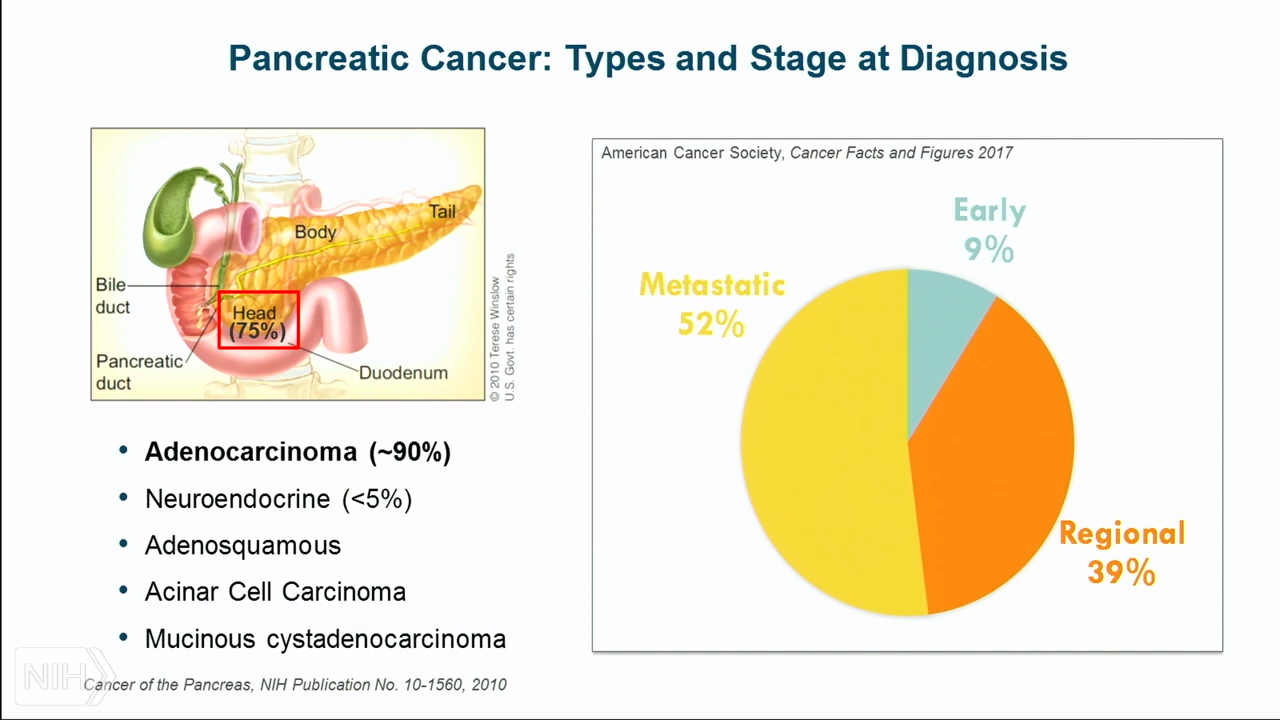 Pancreatic Cancer: Types and Stage at Diagnosis
Tail
Body
Bile
duct
Head
(75%)
Pancreatic
duct
Duodenum
© 2010 Terese Winslow
U.S. Govt. has certain rights
• Adenocarcinoma (~90%)
• Neuroendocrine (<5%)
• Adenosquamous
• Acinar Cell Carcinoma
• Mucinous cystadenocarcinoma
NIH
Cancer of the Pancreas, NIH Publication No. 10-1560, 2010
American Cancer Society, Cancer Facts and Figures 2017
Early
9%
Metastatic
52%
Regional
39%